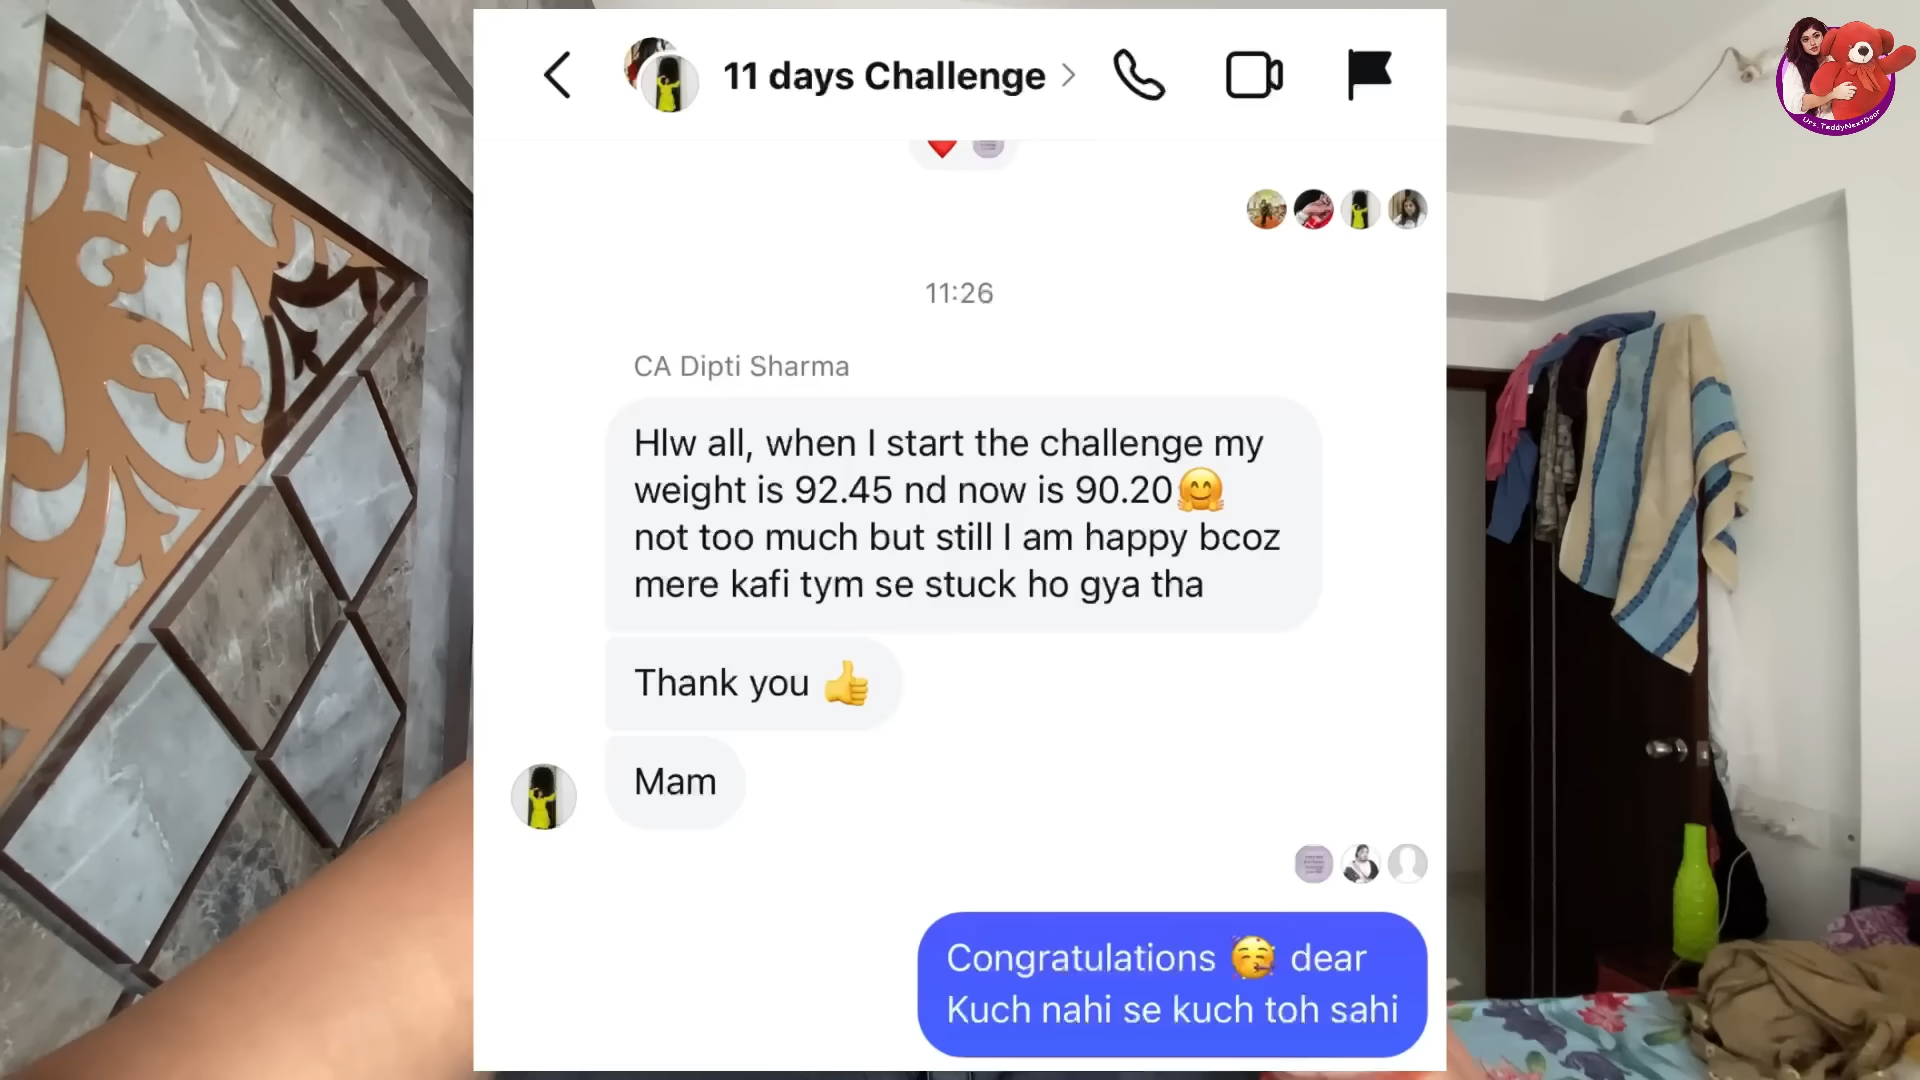 11 days Challenge
11:26
CA Dipti Sharma
Hlw all, when I start the challenge my
weight is 92.45 nd now is 90.20🤗
not too much but still I am happy bcoz
mere kafi tym se stuck ho gya tha
Thank you 👍
Mam
Congratulations 🥳 dear
Kuch nahi se kuch toh sahi
Urs.TeddyNextDoor